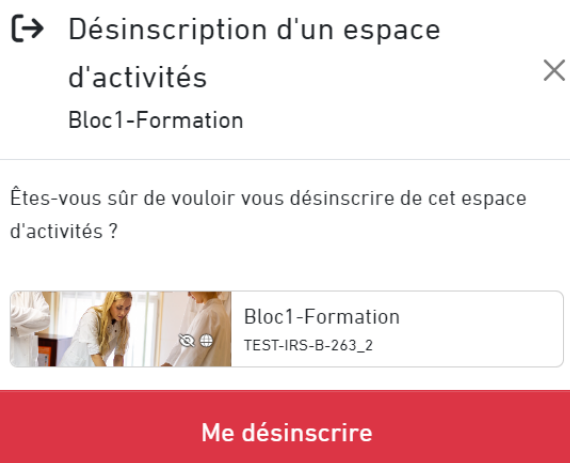 Désinscription d'un espace
d'activités
Bloc1-Formation
Êtes-vous sûr de vouloir vous désinscrire de cet espace
d'activités ?
Bloc1-Formation
TEST-IRS-B-263_2
Me désinscrire